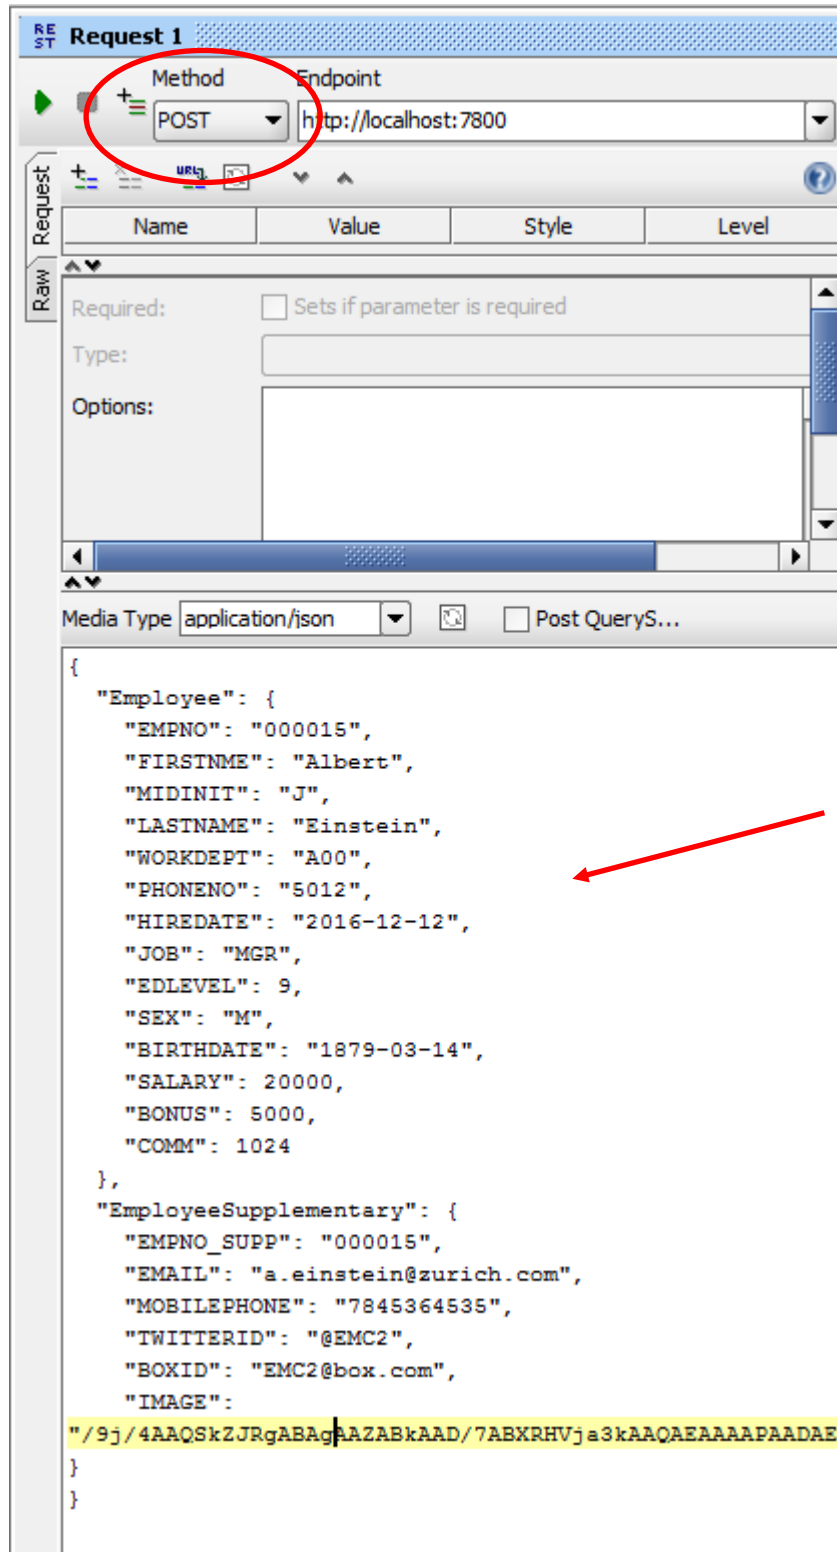 REST Request 1
Method Endpoint
POST http://localhost:7800
Request
Raw
Name Value Style Level
Required: Sets if parameter is required
Type:
Options:
Media Type application/json Post QueryS...
{
"Employee": {
"EMPNO": "000015",
"FIRSTNME": "Albert",
"MIDINIT": "J",
"LASTNAME": "Einstein",
"WORKDEPT": "A00",
"PHONENO": "5012",
"HIREDATE": "2016-12-12",
"JOB": "MGR",
"EDLEVEL": 9,
"SEX": "M",
"BIRTHDATE": "1879-03-14",
"SALARY": 20000,
"BONUS": 5000,
"COMM": 1024
},
"EmployeeSupplementary": {
"EMPNO_SUPP": "000015",
"EMAIL": "a.einstein@zurich.com",
"MOBILEPHONE": "7845364535",
"TWITTERID": "@EMC2",
"BOXID": "EMC2@box.com",
"IMAGE":
"/9j/4AAQSkZJRgABAgAAZABkAAD/7ABXRHVja3kAAQAEAAAAPAADAE
}
}